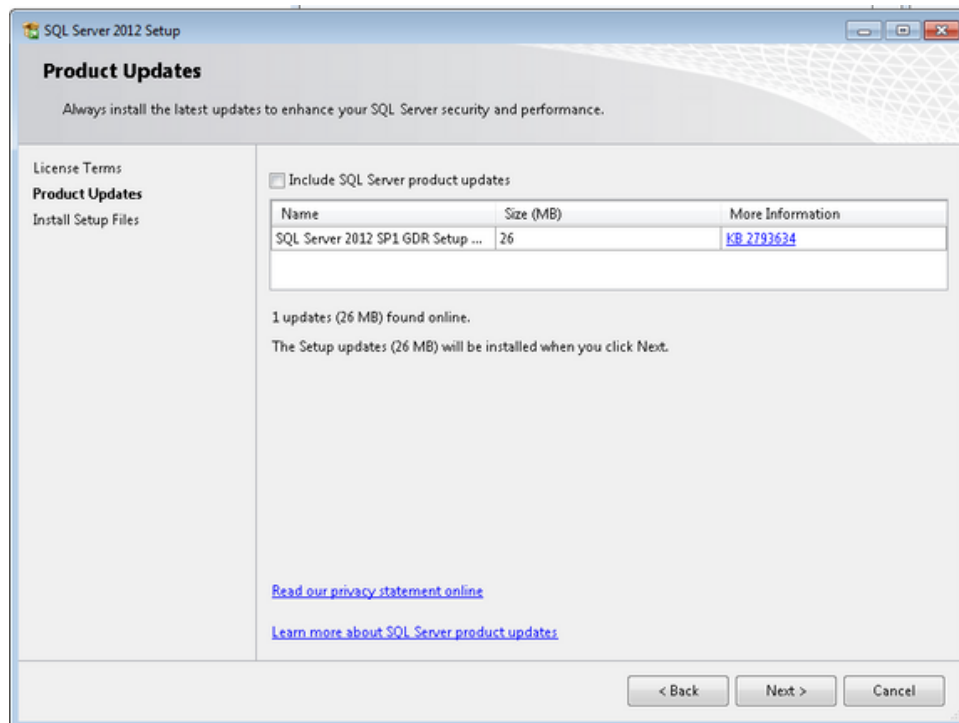 SQL Server 2012 Setup
Product Updates
Always install the latest updates to enhance your SQL Server security and performance.
License Terms
Product Updates
Install Setup Files
Include SQL Server product updates
Name Size (MB) More Information
SQL Server 2012 SP1 GDR Setup ... 26 KB 2793634
1 updates (26 MB) found online.
The Setup updates (26 MB) will be installed when you click Next.
Read our privacy statement online
Learn more about SQL Server product updates
< Back Next > Cancel